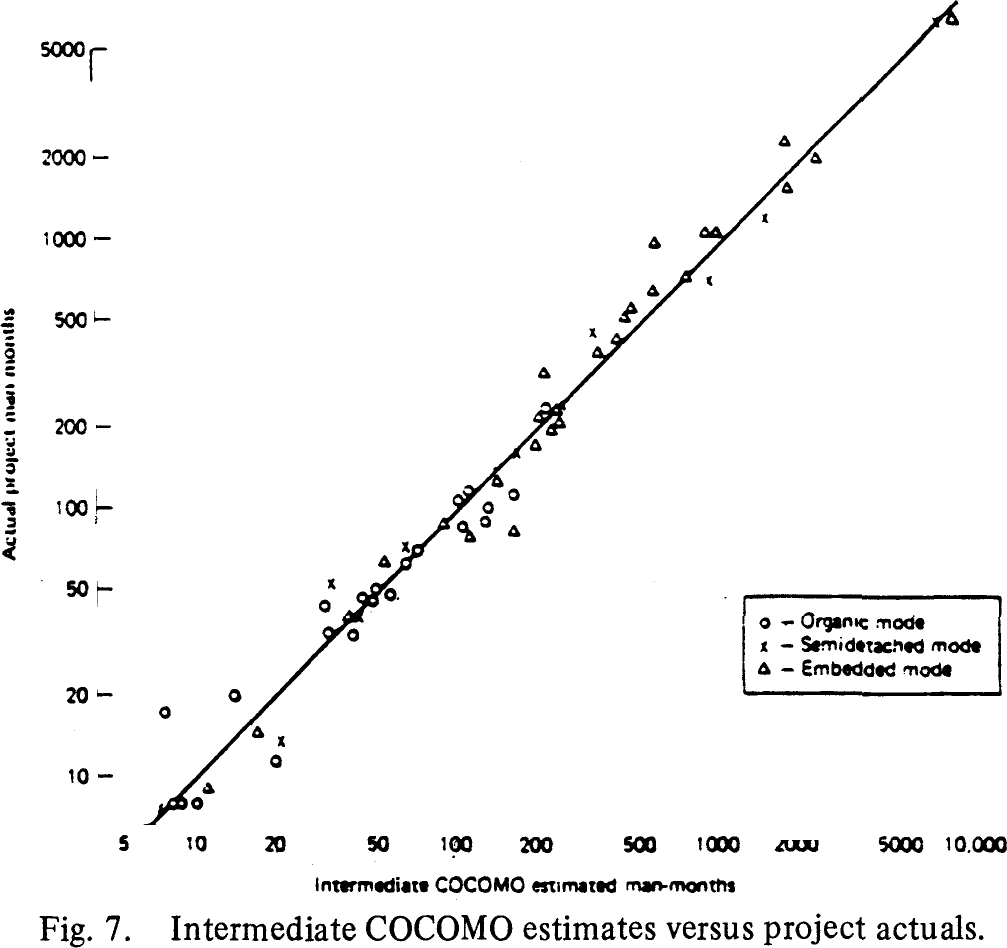 5000
2000
1000
500
200
100
50
20
10
Actual project man months
o – Organic mode
x – Semidetached mode
Δ – Embedded mode
5 10 20 50 100 200 500 1000 2000 5000 10,000
Intermediate COCOMO estimated man-months
Fig. 7. Intermediate COCOMO estimates versus project actuals.